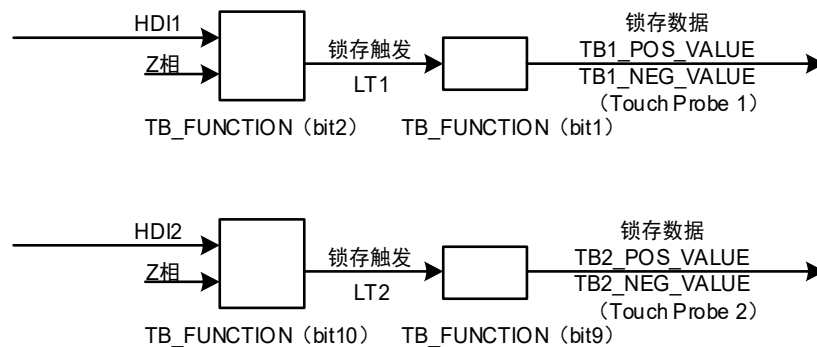 HDI1
Z相
锁存触发
LT1
锁存数据
TB1_POS_VALUE
TB1_NEG_VALUE
（Touch Probe 1）
TB_FUNCTION（bit2）
TB_FUNCTION（bit1）
HDI2
Z相
锁存触发
LT2
锁存数据
TB2_POS_VALUE
TB2_NEG_VALUE
（Touch Probe 2）
TB_FUNCTION（bit10）
TB_FUNCTION（bit9）